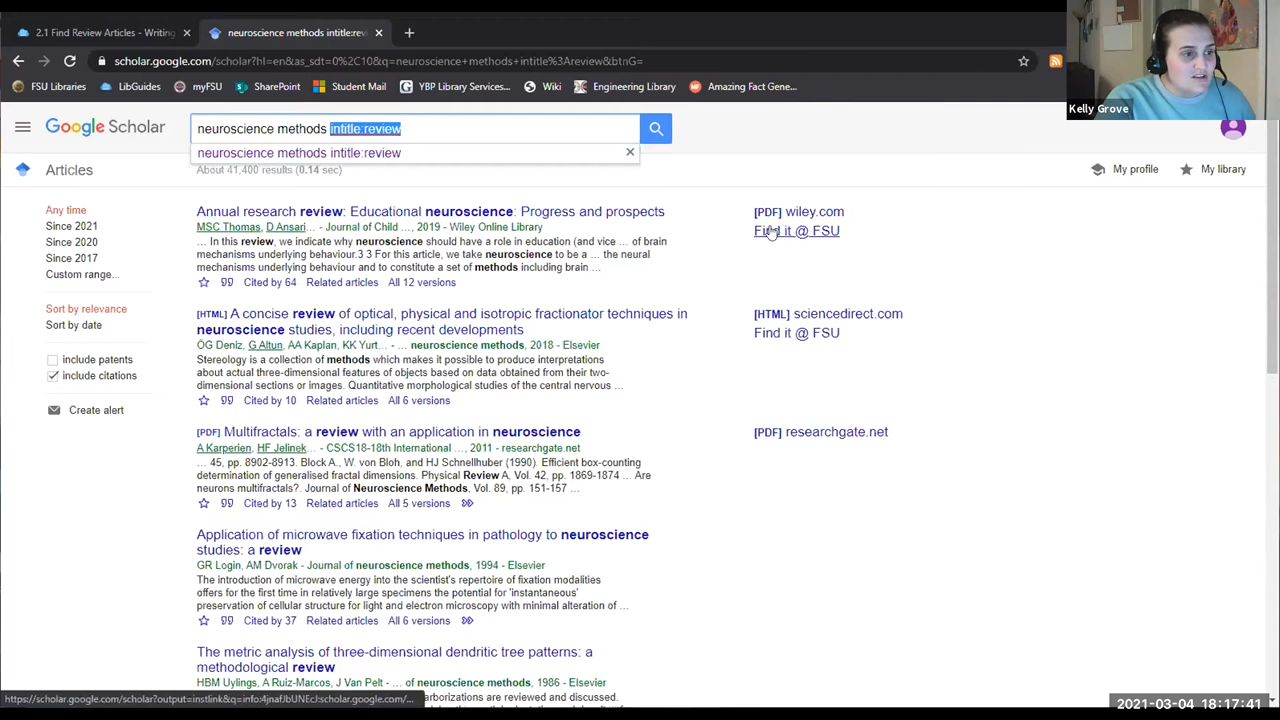 2.1 Find Review Articles - Writing
neuroscience methods intitle:review
scholar.google.com/scholar?hl=en&as_sdt=0%2C10&q=neuroscience+methods+intitle%3Areview&btnG=
FSU Libraries
LibGuides
myFSU
SharePoint
Student Mail
YBP Library Services...
Wiki
Engineering Library
Amazing Fact Gene...
Kelly Grove
Google Scholar
neuroscience methods intitle:review
neuroscience methods intitle:review
Articles
About 41,400 results (0.14 sec)
My profile
My library
Any time
Since 2021
Since 2020
Since 2017
Custom range...
Sort by relevance
Sort by date
include patents
include citations
Create alert
Annual research review: Educational neuroscience: Progress and prospects
MSC Thomas, D Ansari... - Journal of Child ..., 2019 - Wiley Online Library
... In this review, we indicate why neuroscience should have a role in education (and vice ... of brain
mechanisms underlying behaviour.3 3 For this article, we take neuroscience to be a ... the neural
mechanisms underlying behaviour and to constitute a set of methods including brain ...
Cited by 64 Related articles All 12 versions
[PDF] wiley.com
Find it @ FSU
[HTML] A concise review of optical, physical and isotropic fractionator techniques in
neuroscience studies, including recent developments
ÖG Deniz, G Altun, AA Kaplan, KK Yurt... - ... neuroscience methods, 2018 - Elsevier
Stereology is a collection of methods which makes it possible to produce interpretations
about actual three-dimensional features of objects based on data obtained from their two-
dimensional sections or images. Quantitative morphological studies of the central nervous ...
Cited by 10 Related articles All 6 versions
[HTML] sciencedirect.com
Find it @ FSU
[PDF] Multifractals: a review with an application in neuroscience
A Karperien, HF Jelinek... - CSCS18-18th International ..., 2011 - researchgate.net
... 45, pp. 8902-8913. Block A., W. von Bloh, and HJ Schnellhuber (1990). Efficient box-counting
determination of generalised fractal dimensions. Physical Review A, Vol. 42, pp. 1869-1874 ... Are
neurons multifractals?. Journal of Neuroscience Methods, Vol. 89, pp. 151-157 ...
Cited by 13 Related articles All 5 versions
[PDF] researchgate.net
Application of microwave fixation techniques in pathology to neuroscience
studies: a review
GR Login, AM Dvorak - Journal of neuroscience methods, 1994 - Elsevier
The introduction of microwave energy into the scientist's repertoire of fixation modalities
offers for the first time in relatively large specimens the potential for 'instantaneous'
preservation of cellular structure for light and electron microscopy with minimal alteration of ...
Cited by 37 Related articles All 6 versions
The metric analysis of three-dimensional dendritic tree patterns: a
methodological review
HBM Uylings, A Ruiz-Marcos, J Van Pelt - ... of neuroscience methods, 1986 - Elsevier
arborizations are reviewed and discussed.
https://scholar.google.com/scholar?output=instlink&q=info:4jnafJbUNEcJ:scholar.google.com/...
2021-03-04 18:17:41